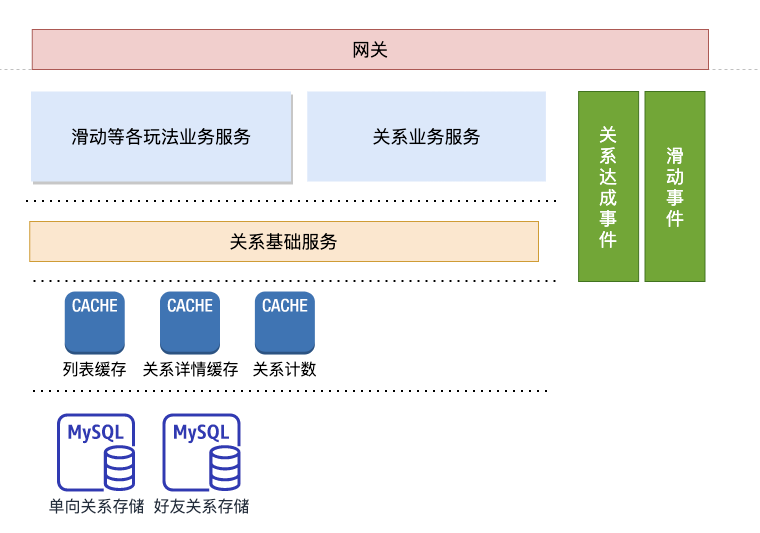 网关
滑动等各玩法业务服务
关系业务服务
关系达成事件
滑动事件
关系基础服务
CACHE
CACHE
CACHE
列表缓存
关系详情缓存
关系计数
MySQL
MySQL
单向关系存储
好友关系存储